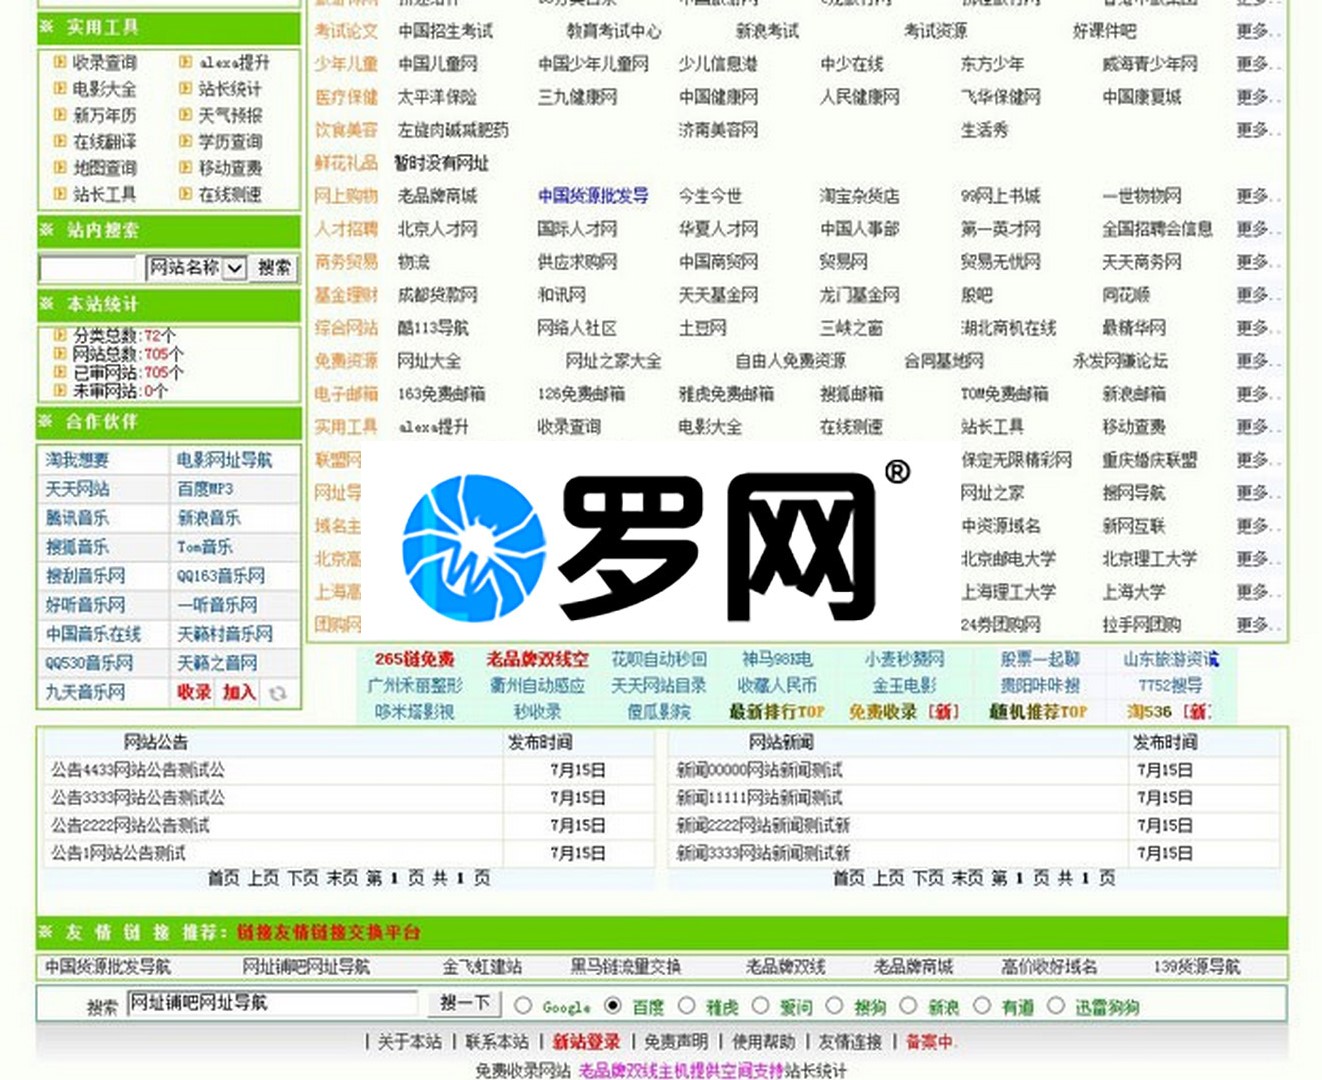 ※ 实用工具
收录查询 alexa提升
电影大全 站长统计
新万年历 天气预报
在线翻译 学历查询
地图查询 移动查费
站长工具 在线测速
※ 站内搜索
网站名称 搜索
※ 本站统计
分类总数:72个
网站总数:705个
已审网站:705个
未审网站:0个
※ 合作伙伴
淘我想要 电影网址导航
天天网站 百度MP3
腾讯音乐 新浪音乐
搜狐音乐 Tom音乐
搜刮音乐网 QQ163音乐网
好听音乐网 一听音乐网
中国音乐在线 天籁村音乐网
QQ530音乐网 天籁之音网
九天音乐网 收录 加入
考试论文 中国招生考试 教育考试中心 新浪考试 考试资源 好课件吧 更多..
少年儿童 中国儿童网 中国少年儿童网 少儿信息港 中少在线 东方少年 威海青少年网 更多..
医疗保健 太平洋保险 三九健康网 中国健康网 人民健康网 飞华保健网 中国康复城 更多..
饮食美容 左旋肉碱减肥药 济南美容网 生活秀 更多..
鲜花礼品 暂时没有网址
网上购物 老品牌商城 中国货源批发导 今生今世 淘宝杂货店 99网上书城 一世物物网 更多..
人才招聘 北京人才网 国际人才网 华夏人才网 中国人事部 第一英才网 全国招聘会信息 更多..
商务贸易 物流 供应求购网 中国商贸网 贸易网 贸易无忧网 天天商务网 更多..
基金理财 成都贷款网 和讯网 天天基金网 龙门基金网 股吧 同花顺 更多..
综合网站 酷113导航 网络人社区 土豆网 三峡之窗 湖北商机在线 最精华网 更多..
免费资源 网址大全 网址之家大全 自由人免费资源 合同基地网 永发网赚论坛 更多..
电子邮箱 163免费邮箱 126免费邮箱 雅虎免费邮箱 搜狐邮箱 TOM免费邮箱 新浪邮箱 更多..
实用工具 alexa提升 收录查询 电影大全 在线测速 站长工具 移动查费 更多..
联盟网 保定无限精彩网 重庆婚庆联盟 更多..
网址导 网址之家 搜网导航 更多..
域名主 中资源域名 新网互联 更多..
北京高 北京邮电大学 北京理工大学 更多..
上海高 上海理工大学 上海大学 更多..
团购网 24券团购网 拉手网团购 更多..
罗网®
265链免费 老品牌双线空 花呗自动秒回 神马98K电 小麦秒赞网 股票一起聊 山东旅游资讯
广州禾丽整形 衢州自动感应 天天网站目录 收藏人民币 金玉电影 贵阳咔咔搜 7752搜导
哆米塔影视 秒收录 傻瓜影院 最新排行TOP 免费收录 [新] 随机推荐TOP 淘536 [新]
网站公告 发布时间
公告4433网站公告测试公 7月15日
公告3333网站公告测试公 7月15日
公告2222网站公告测试 7月15日
公告1网站公告测试 7月15日
首页 上页 下页 末页 第 1 页 共 1 页
网站新闻 发布时间
新闻00000网站新闻测试 7月15日
新闻11111网站新闻测试 7月15日
新闻2222网站新闻测试新 7月15日
新闻3333网站新闻测试新 7月15日
首页 上页 下页 末页 第 1 页 共 1 页
※ 友 情 链 接 推荐: 链接友情链接交换平台
中国货源批发导航 网址铺吧网址导航 金飞虹建站 黑马链流量交换 老品牌双线 老品牌商城 高价收好域名 139货源导航
搜索 网址铺吧网址导航 搜一下 Google 百度 雅虎 爱问 搜狗 新浪 有道 迅雷狗狗
| 关于本站 | 联系本站 | 新站登录 | 免责声明 | 使用帮助 | 友情连接 | 备案中.
免费收录网站 老品牌双线主机提供空间支持站长统计